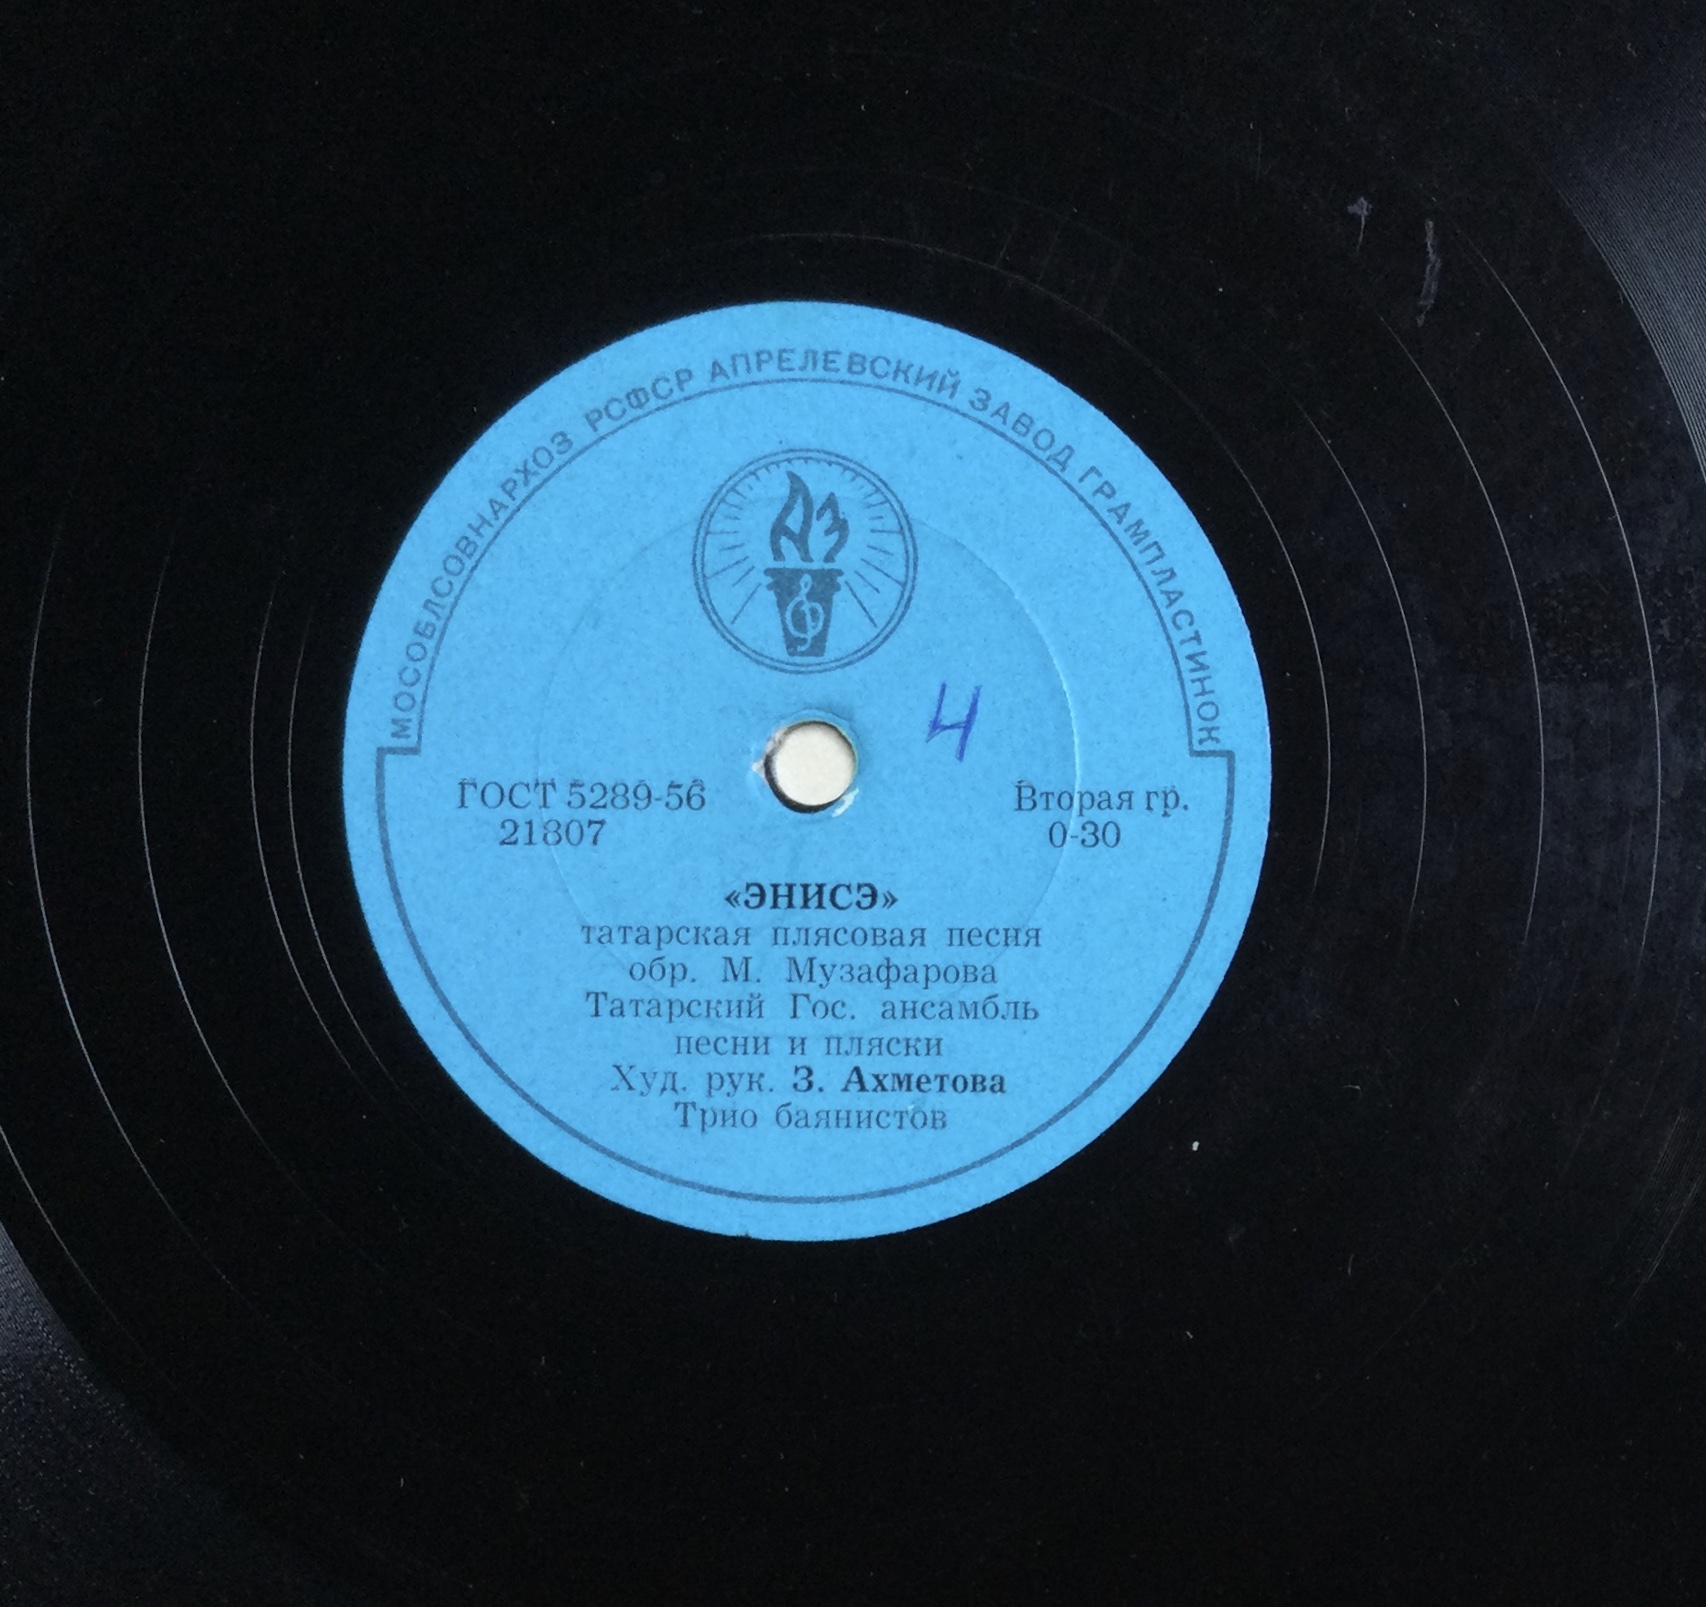 МОСОБЛСОВНАРХОЗ РСФСР АПРЕЛЕВСКИЙ ЗАВОД ГРАМПЛАСТИНОК
АЗ
4
ГОСТ 5289-56 Вторая гр.
21807 0-30
«ЭНИСЭ»
татарская плясовая песня
обр. М. Музафарова
Татарский Гос. ансамбль
песни и пляски
Худ. рук. З. Ахметова
Трио баянистов